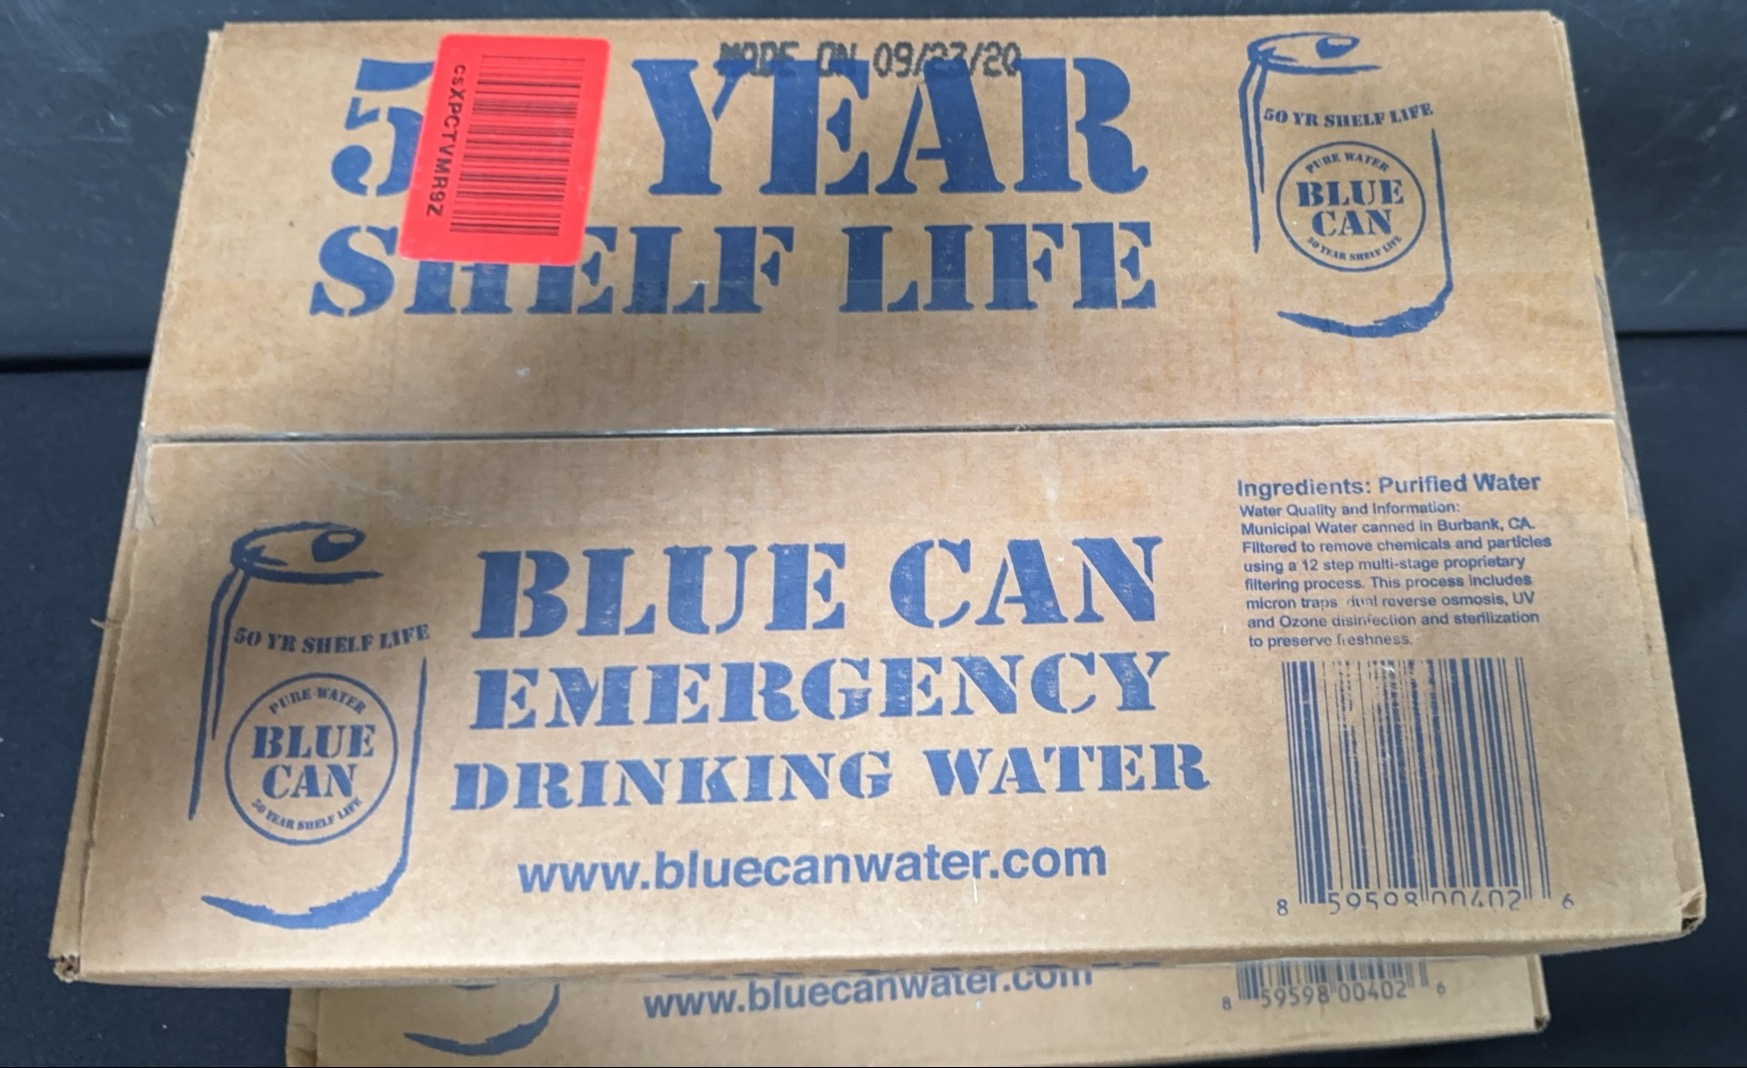 MADE ON 09/23/20
5 YEAR
SHELF LIFE
csXPCTVMR9Z
50 YR SHELF LIFE
PURE WATER
BLUE
CAN
50 YEAR SHELF LIFE
Ingredients: Purified Water
Water Quality and Information:
Municipal Water canned in Burbank, CA.
Filtered to remove chemicals and particles
using a 12 step multi-stage proprietary
filtering process. This process includes
micron traps dual reverse osmosis, UV
and Ozone disinfection and sterilization
to preserve freshness.
50 YR SHELF LIFE
PURE WATER
BLUE
CAN
50 YEAR SHELF LIFE
BLUE CAN
EMERGENCY
DRINKING WATER
www.bluecanwater.com
8 59598 00402 6
www.bluecanwater.com
8 59598 00402 6